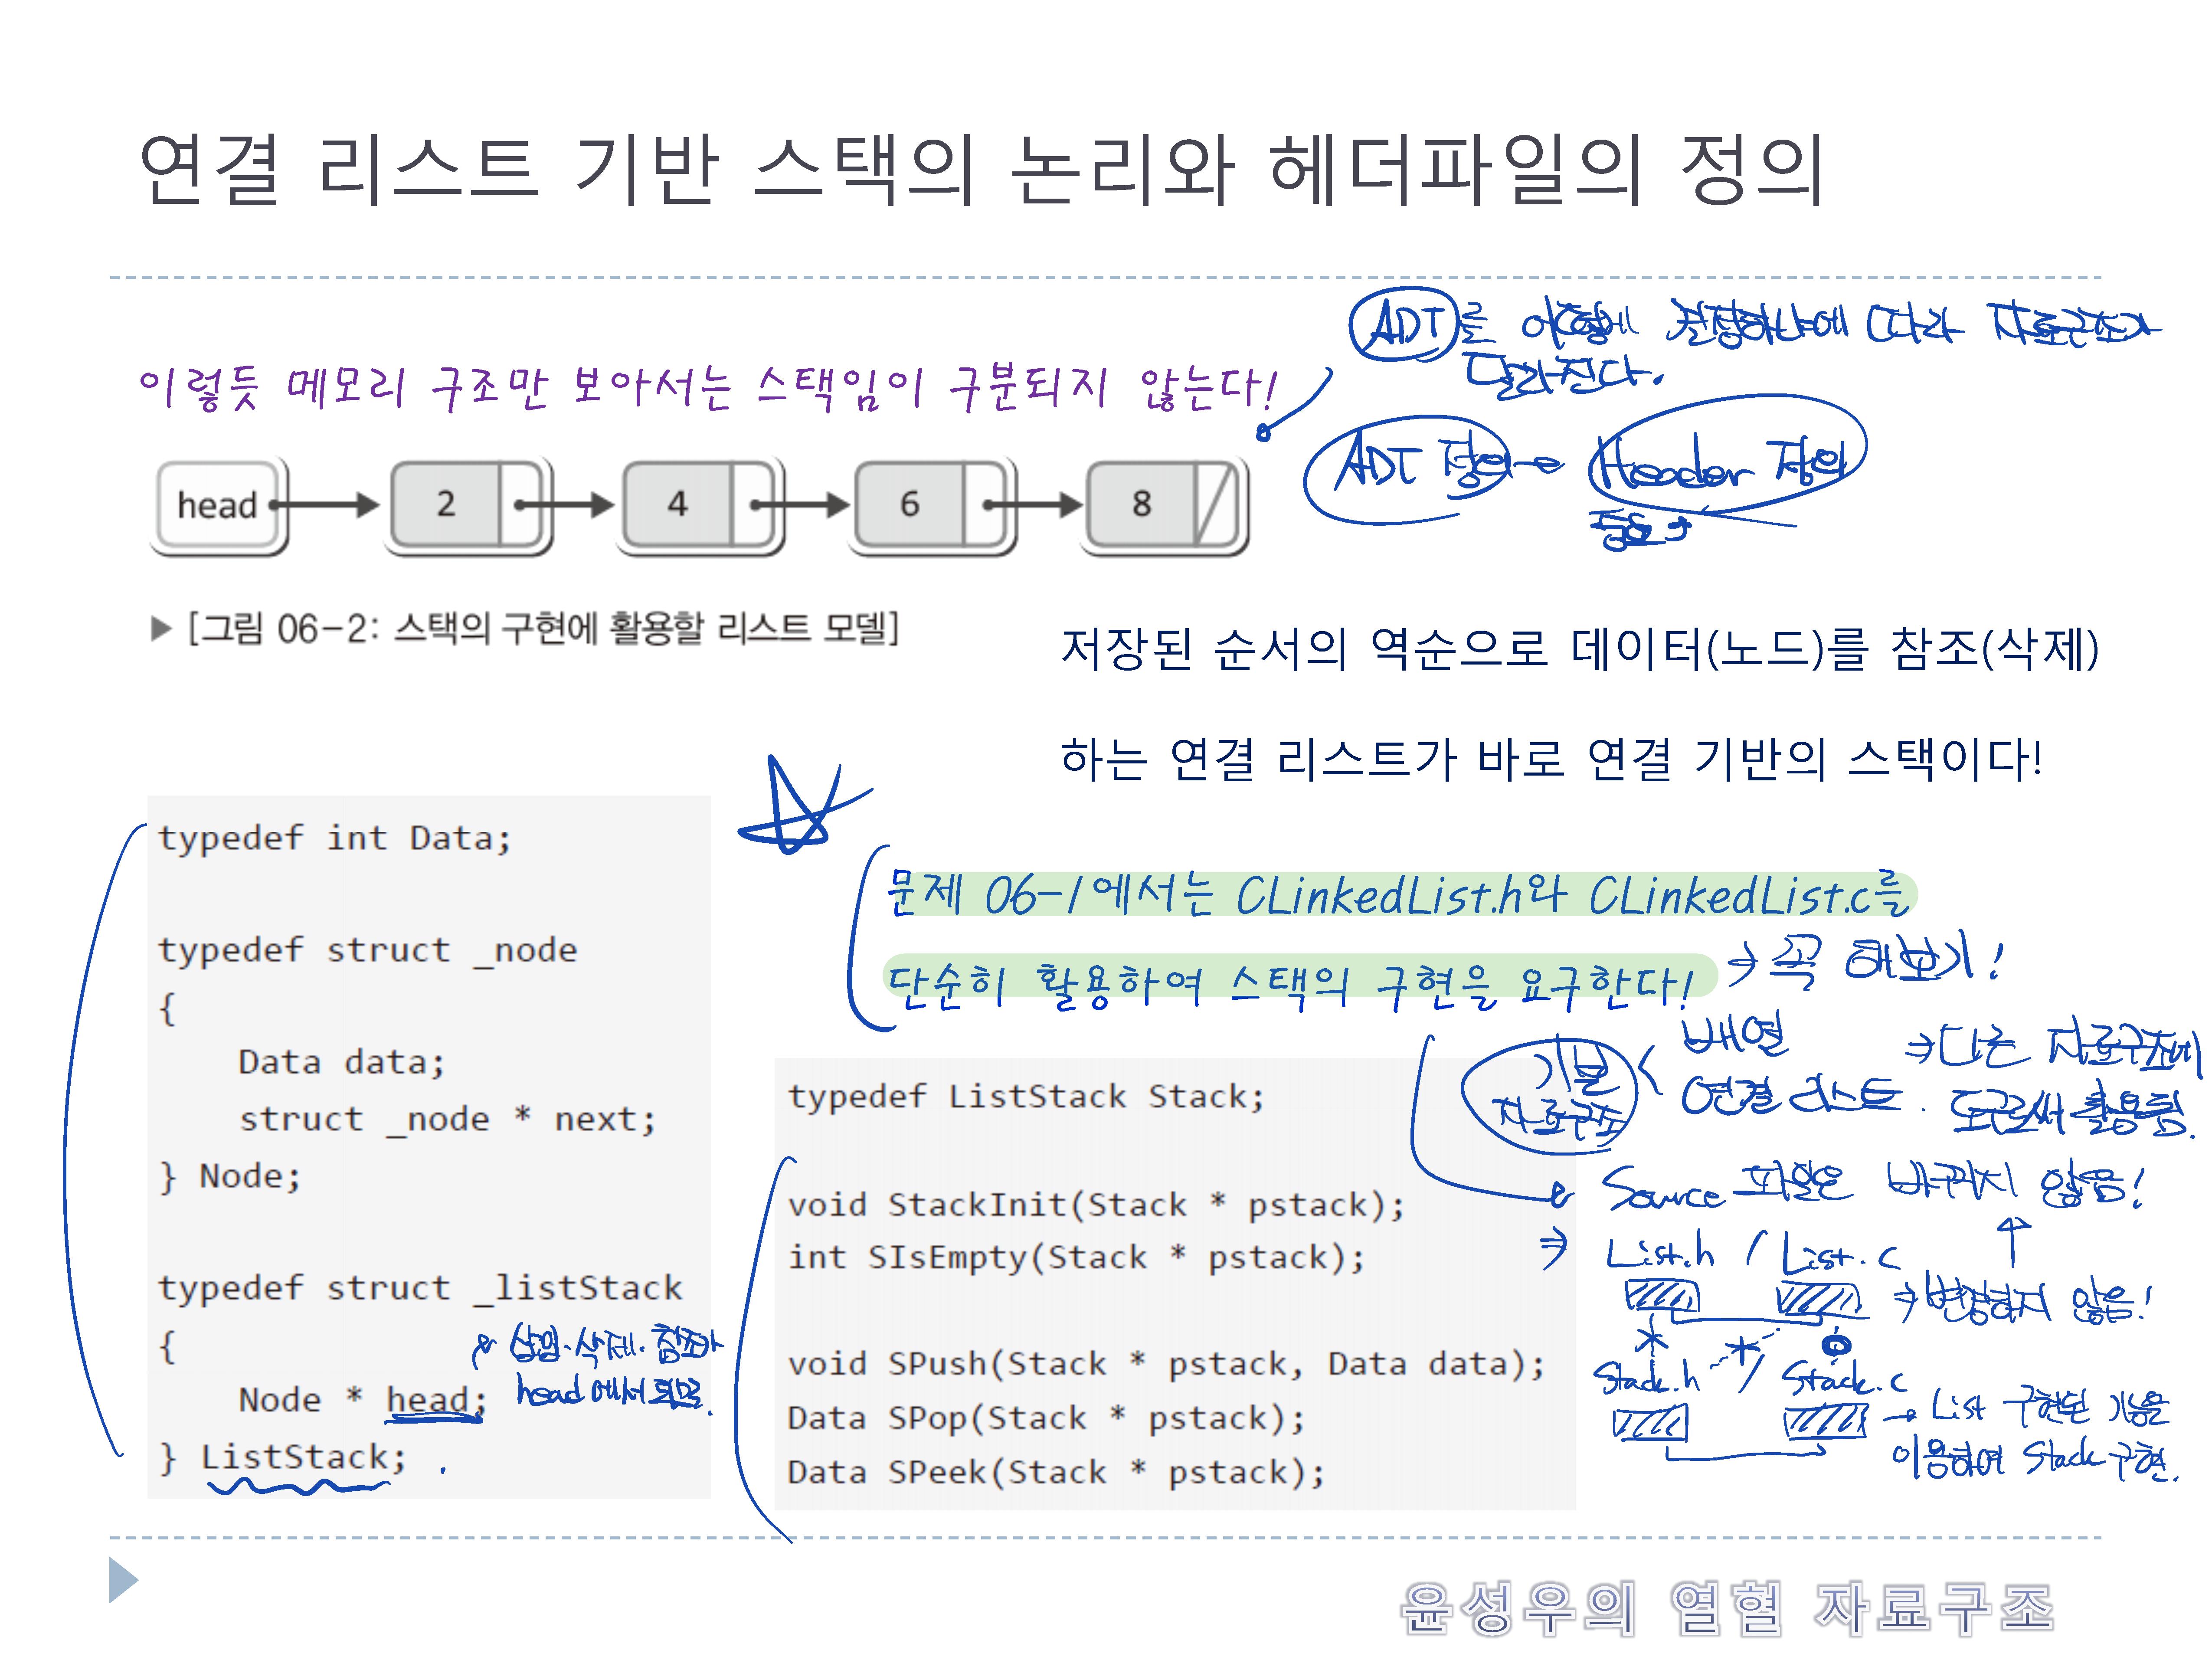 연결 리스트 기반 스택의 논리와 헤더파일의 정의
ADT를 어떻게 결정하냐에 따라 자료구조가
달라진다.
이렇듯 메모리 구조만 보아서는 스택임이 구분되지 않는다!
ADT 정의 → Header 정의
head 2 4 6 8
▶ [그림 06-2: 스택의 구현에 활용할 리스트 모델]
저장된 순서의 역순으로 데이터(노드)를 참조(삭제)
하는 연결 리스트가 바로 연결 기반의 스택이다!
문제 06-1에서는 CLinkedList.h와 CLinkedList.c를
단순히 활용하여 스택의 구현을 요구한다!
→ 꼭 해보기!
typedef int Data;
typedef struct _node
{
Data data;
struct _node * next;
} Node;
typedef struct _listStack
{
Node * head;
} ListStack;
삽입·삭제·참조가
head에서 되므로.
typedef ListStack Stack;
void StackInit(Stack * pstack);
int SIsEmpty(Stack * pstack);
void SPush(Stack * pstack, Data data);
Data SPop(Stack * pstack);
Data SPeek(Stack * pstack);
기본
자료구조
배열
연결 리스트.
⇒ 다른 자료구조에
도구로써 활용됨.
Source 파일은 바꾸지 않음!
⇒ List.h / List.c
⇒ 변경하지 않음!
Stack.h / Stack.c
→ List 구현된 기능을
이용하여 Stack 구현.
윤성우의 열혈 자료구조